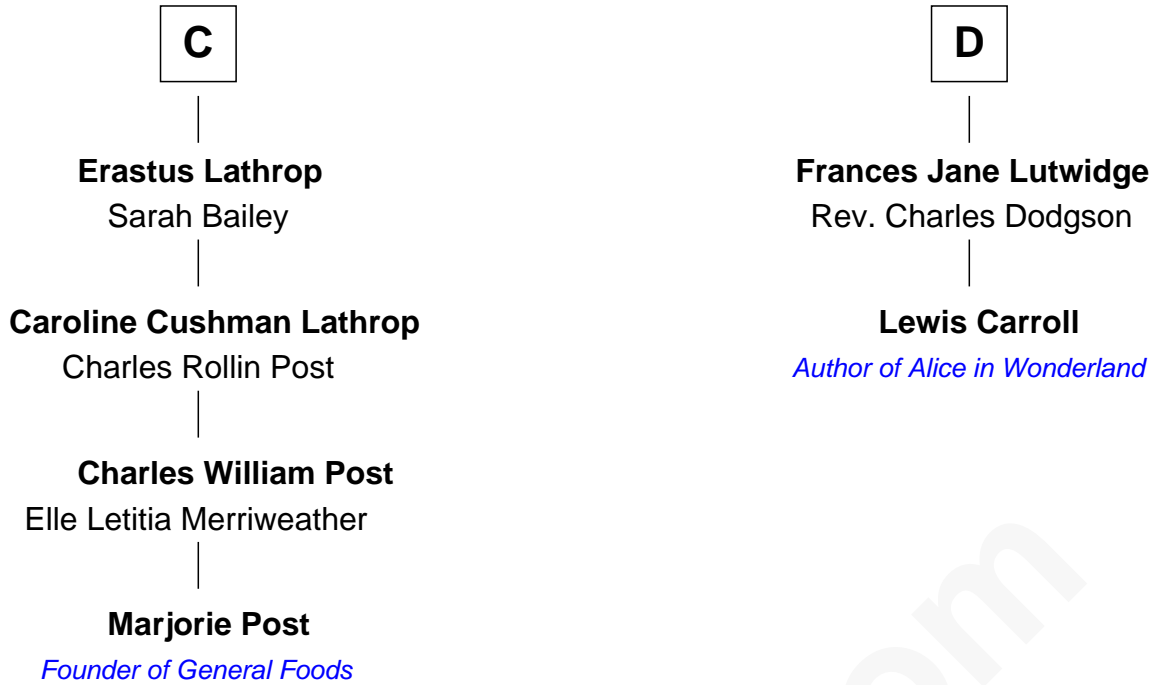 C
Erastus Lathrop
Sarah Bailey
Caroline Cushman Lathrop
Charles Rollin Post
Charles William Post
Elle Letitia Merriweather
Marjorie Post
Founder of General Foods
D
Frances Jane Lutwidge
Rev. Charles Dodgson
Lewis Carroll
Author of Alice in Wonderland
om